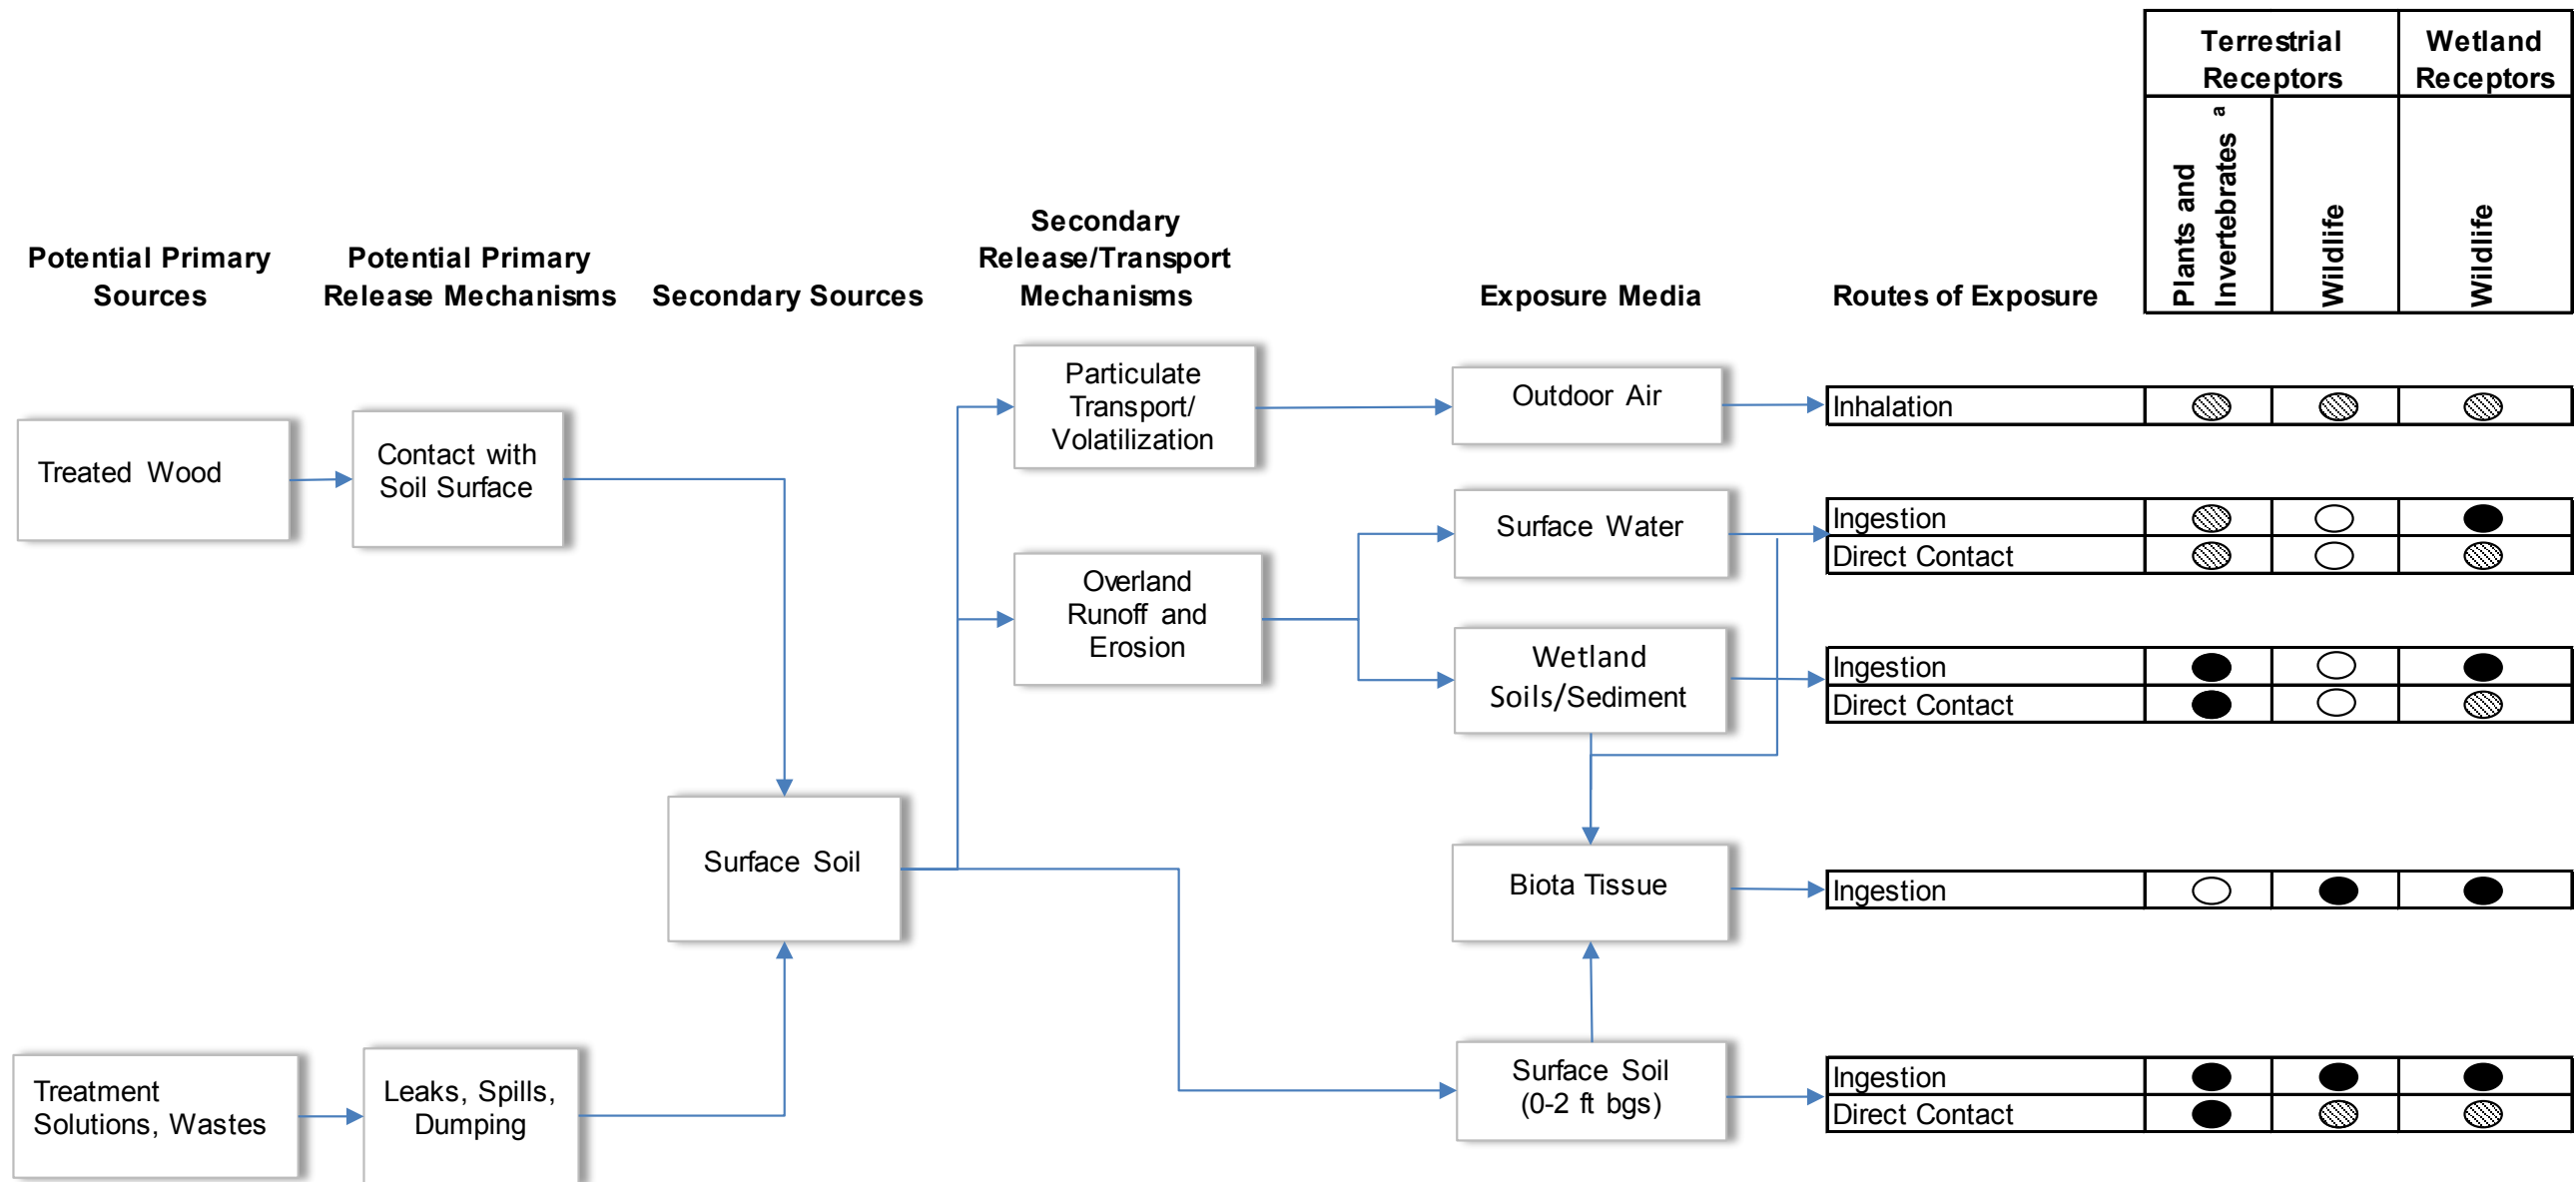 Terrestrial
Receptors
Wetland
Receptors
Plants and
Invertebrates a
Wildlife
Wildlife
Potential Primary
Sources
Potential Primary
Release Mechanisms
Secondary Sources
Secondary
Release/Transport
Mechanisms
Exposure Media
Routes of Exposure
Treated Wood
Contact with
Soil Surface
Particulate
Transport/
Volatilization
Outdoor Air
Inhalation
Overland
Runoff and
Erosion
Surface Water
Ingestion
Direct Contact
Wetland
Soils/Sediment
Ingestion
Direct Contact
Surface Soil
Biota Tissue
Ingestion
Treatment
Solutions, Wastes
Leaks, Spills,
Dumping
Surface Soil
(0-2 ft bgs)
Ingestion
Direct Contact